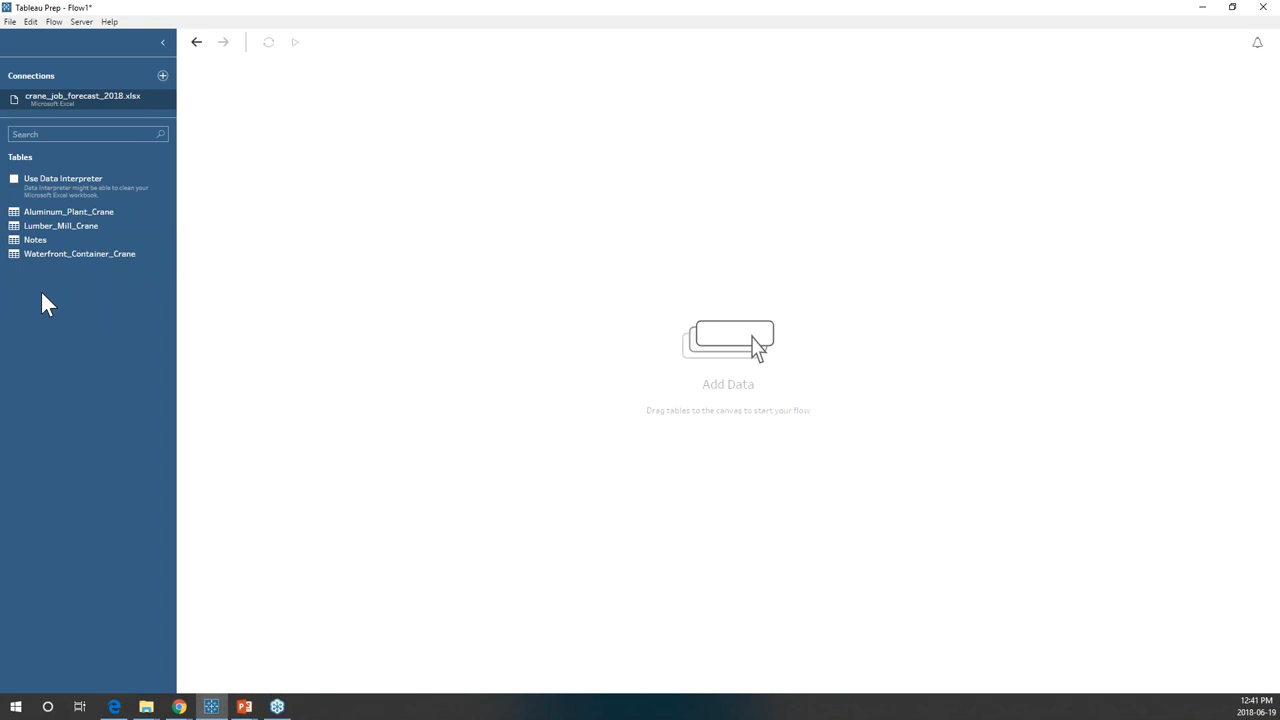 Tableau Prep - Flow1*
File Edit Flow Server Help
Connections
crane_job_forecast_2018.xlsx
Microsoft Excel
Search
Tables
Use Data Interpreter
Data Interpreter might be able to clean your
Microsoft Excel workbook.
Aluminum_Plant_Crane
Lumber_Mill_Crane
Notes
Waterfront_Container_Crane
Add Data
Drag tables to the canvas to start your flow
12:41 PM
2018-06-19